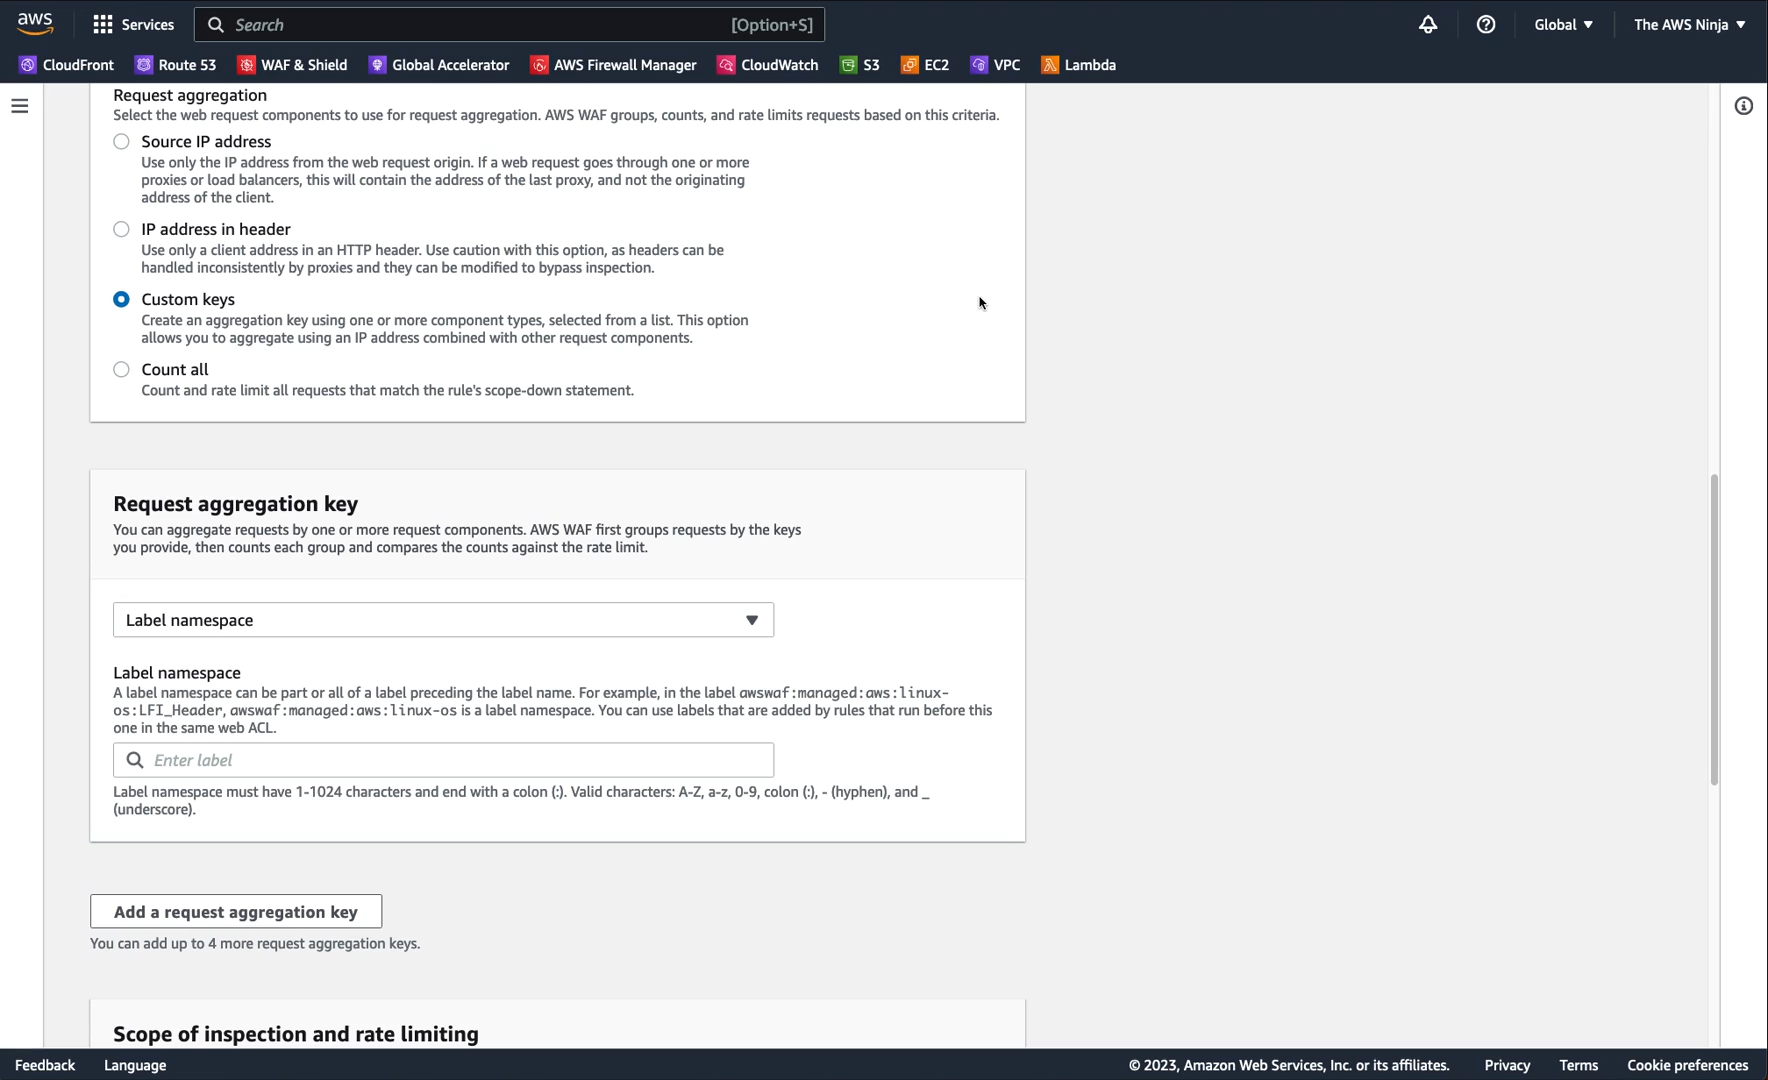 aws
Services
Search
[Option+S]
Global
The AWS Ninja
CloudFront
Route 53
WAF & Shield
Global Accelerator
AWS Firewall Manager
CloudWatch
S3
EC2
VPC
Lambda
Request aggregation
Select the web request components to use for request aggregation. AWS WAF groups, counts, and rate limits requests based on this criteria.
Source IP address
Use only the IP address from the web request origin. If a web request goes through one or more
proxies or load balancers, this will contain the address of the last proxy, and not the originating
address of the client.
IP address in header
Use only a client address in an HTTP header. Use caution with this option, as headers can be
handled inconsistently by proxies and they can be modified to bypass inspection.
Custom keys
Create an aggregation key using one or more component types, selected from a list. This option
allows you to aggregate using an IP address combined with other request components.
Count all
Count and rate limit all requests that match the rule's scope-down statement.
Request aggregation key
You can aggregate requests by one or more request components. AWS WAF first groups requests by the keys
you provide, then counts each group and compares the counts against the rate limit.
Label namespace
Label namespace
A label namespace can be part or all of a label preceding the label name. For example, in the label awswaf:managed:aws:linux-
os:LFI_Header, awswaf:managed:aws:linux-os is a label namespace. You can use labels that are added by rules that run before this
one in the same web ACL.
Enter label
Label namespace must have 1-1024 characters and end with a colon (:). Valid characters: A-Z, a-z, 0-9, colon (:), - (hyphen), and _
(underscore).
Add a request aggregation key
You can add up to 4 more request aggregation keys.
Scope of inspection and rate limiting
Feedback
Language
© 2023, Amazon Web Services, Inc. or its affiliates.
Privacy
Terms
Cookie preferences